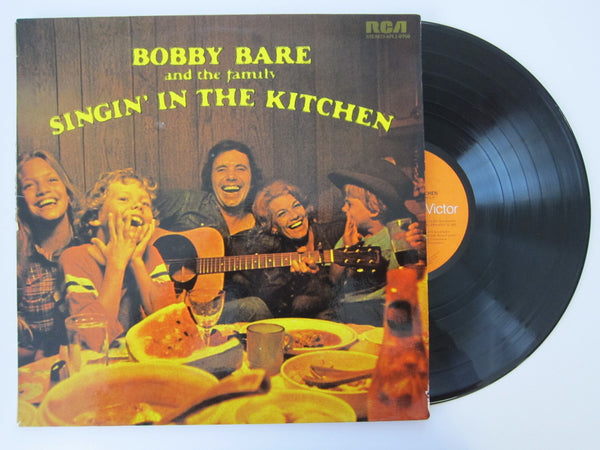 RCA
BOBBY BARE
and the family
SINGIN' IN THE KITCHEN
Victor